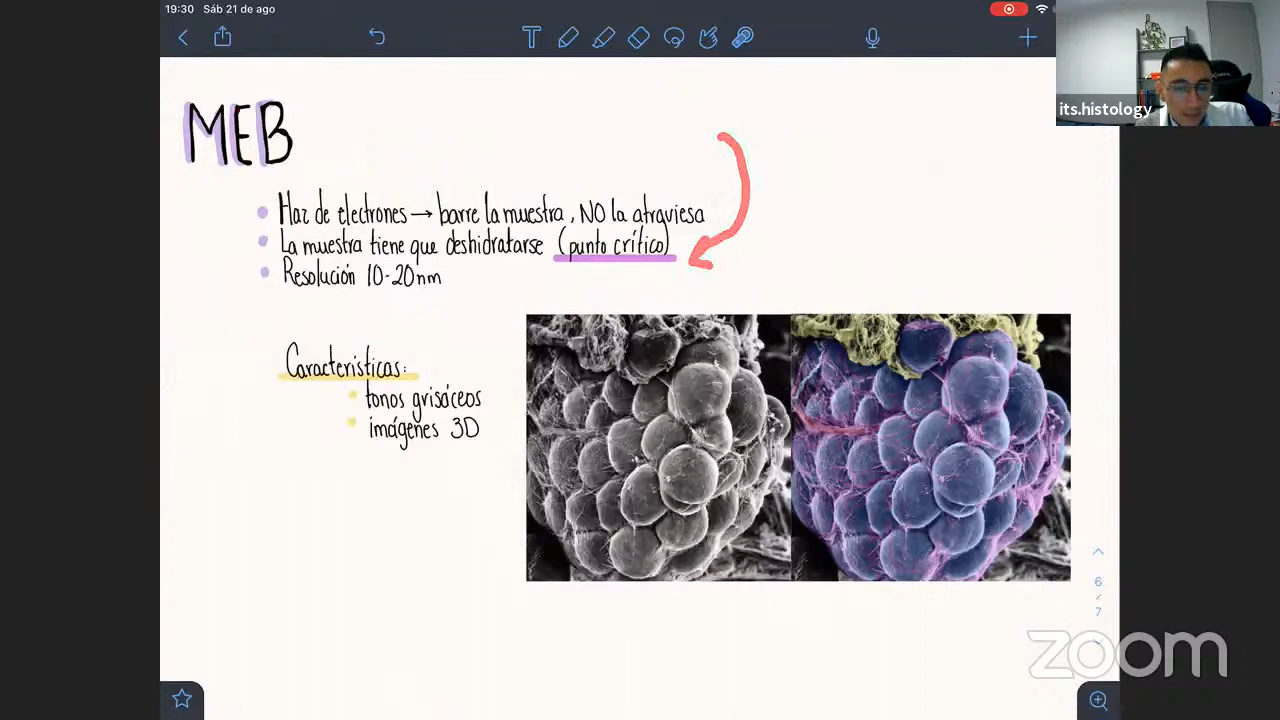 19:30 Sáb 21 de ago
its.histology
MEB
Haz de electrones → barre la muestra, NO la atraviesa
La muestra tiene que deshidratarse (punto crítico)
Resolución 10-20nm
Características:
tonos grisáceos
imágenes 3D
6
/
7
zoom